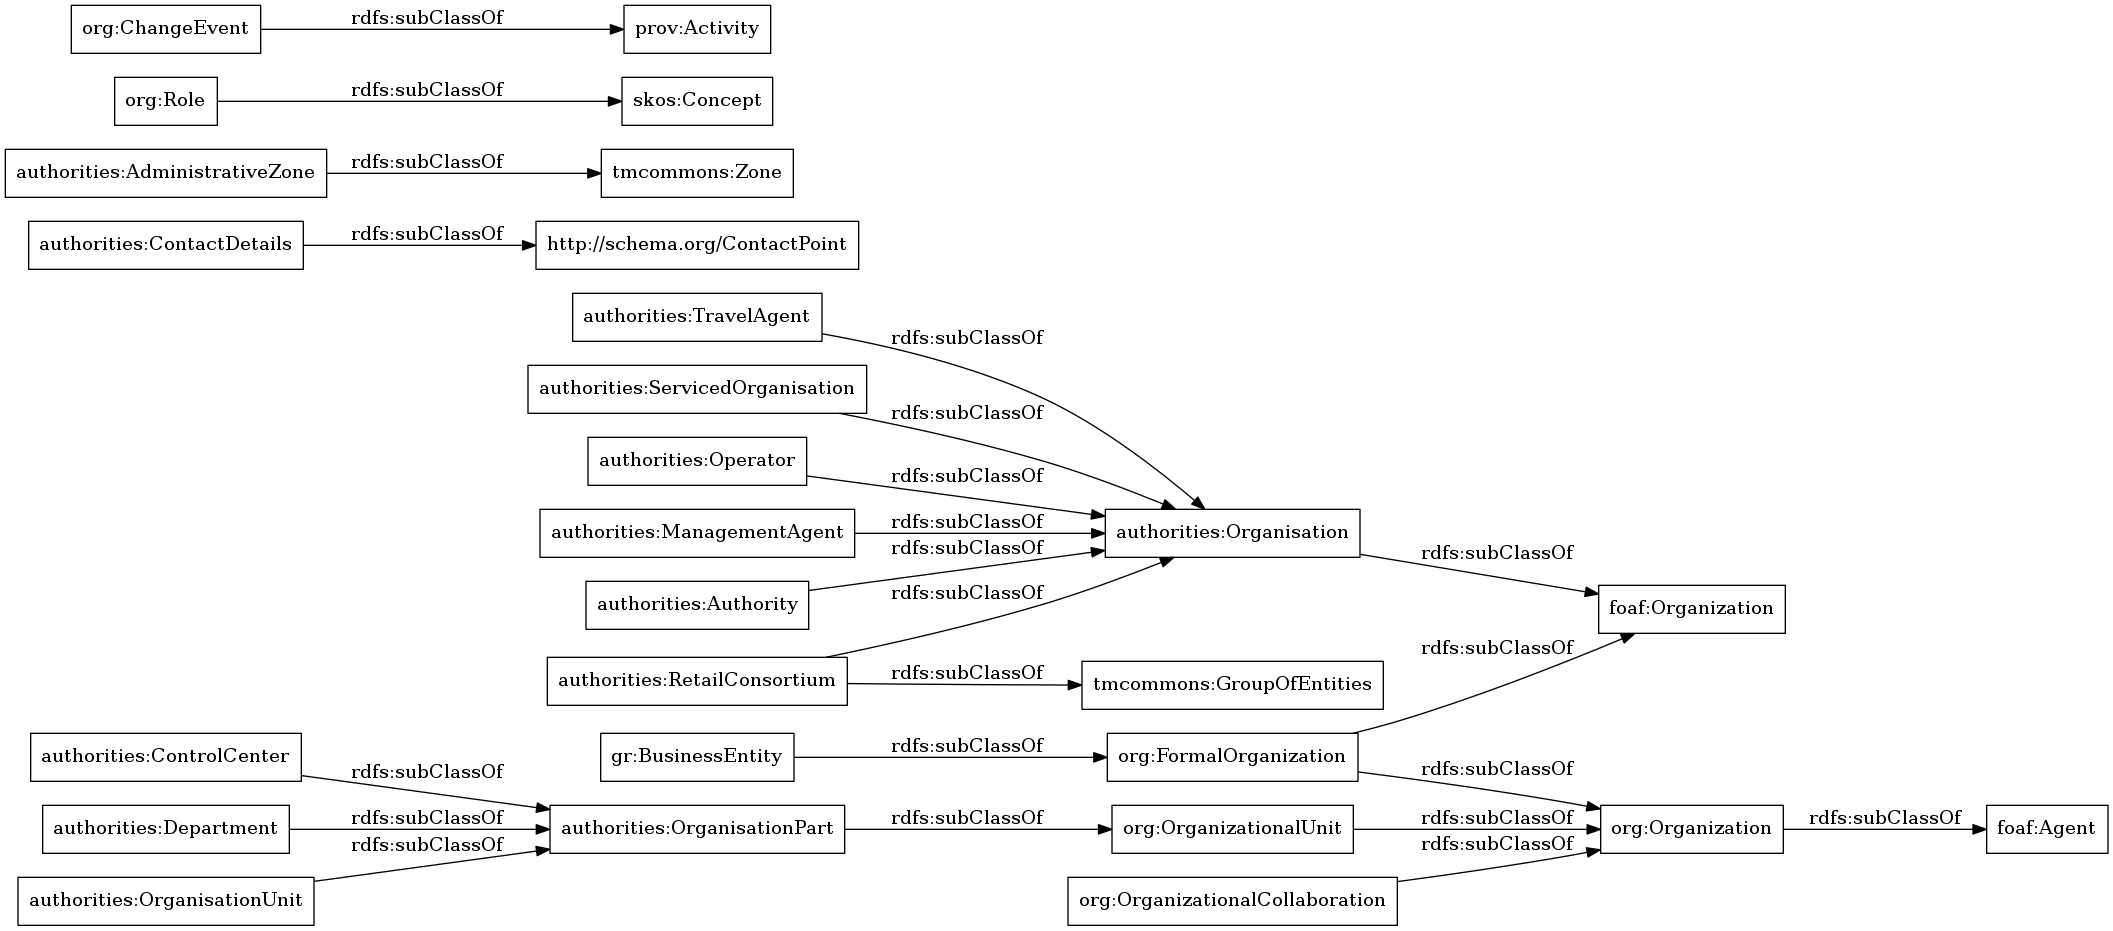 org:ChangeEvent rdfs:subClassOf prov:Activity
org:Role rdfs:subClassOf skos:Concept
authorities:AdministrativeZone rdfs:subClassOf tmcommons:Zone
authorities:ContactDetails rdfs:subClassOf http://schema.org/ContactPoint
authorities:TravelAgent rdfs:subClassOf
authorities:ServicedOrganisation rdfs:subClassOf
authorities:Operator rdfs:subClassOf
authorities:ManagementAgent rdfs:subClassOf authorities:Organisation rdfs:subClassOf
rdfs:subClassOf
authorities:Authority rdfs:subClassOf foaf:Organization
rdfs:subClassOf
authorities:RetailConsortium rdfs:subClassOf tmcommons:GroupOfEntities
authorities:ControlCenter gr:BusinessEntity rdfs:subClassOf org:FormalOrganization
rdfs:subClassOf rdfs:subClassOf
authorities:Department rdfs:subClassOf authorities:OrganisationPart rdfs:subClassOf org:OrganizationalUnit rdfs:subClassOf org:Organization rdfs:subClassOf foaf:Agent
rdfs:subClassOf rdfs:subClassOf
authorities:OrganisationUnit org:OrganizationalCollaboration